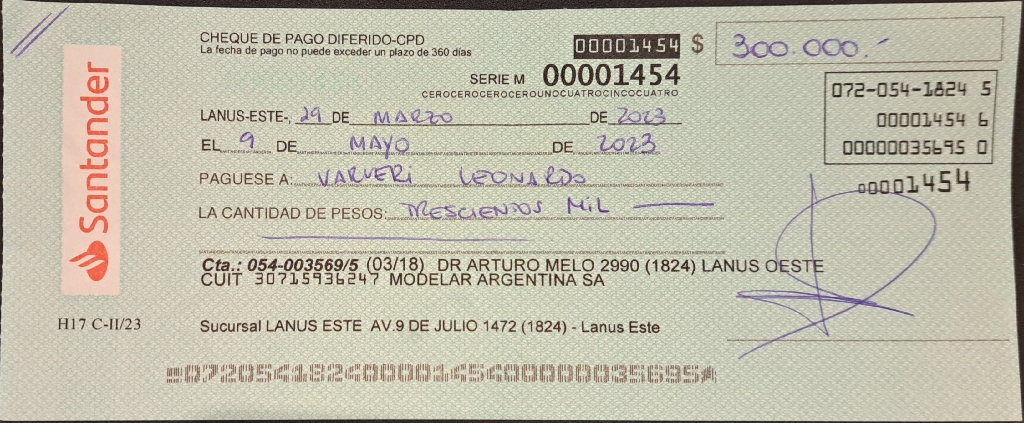 Santander
CHEQUE DE PAGO DIFERIDO-CPD
La fecha de pago no puede exceder un plazo de 360 días
00001454 $ 300.000.-
SERIE M 00001454
CEROCEROCEROCEROUNOCUATROCINCOCUATRO
072-054-1824 5
00001454 6
00000035695 0
LANUS-ESTE-, 29 DE MARZO DE 2023
EL 9 DE MAYO DE 2023
PAGUESE A: VARVERI LEONARDO
00001454
LA CANTIDAD DE PESOS: TRESCIENTOS MIL
Cta.: 054-003569/5 (03/18) DR ARTURO MELO 2990 (1824) LANUS OESTE
CUIT 30715936247 MODELAR ARGENTINA SA
H17 C-II/23
Sucursal LANUS ESTE AV.9 DE JULIO 1472 (1824) - Lanus Este
07205418240000145400000035695